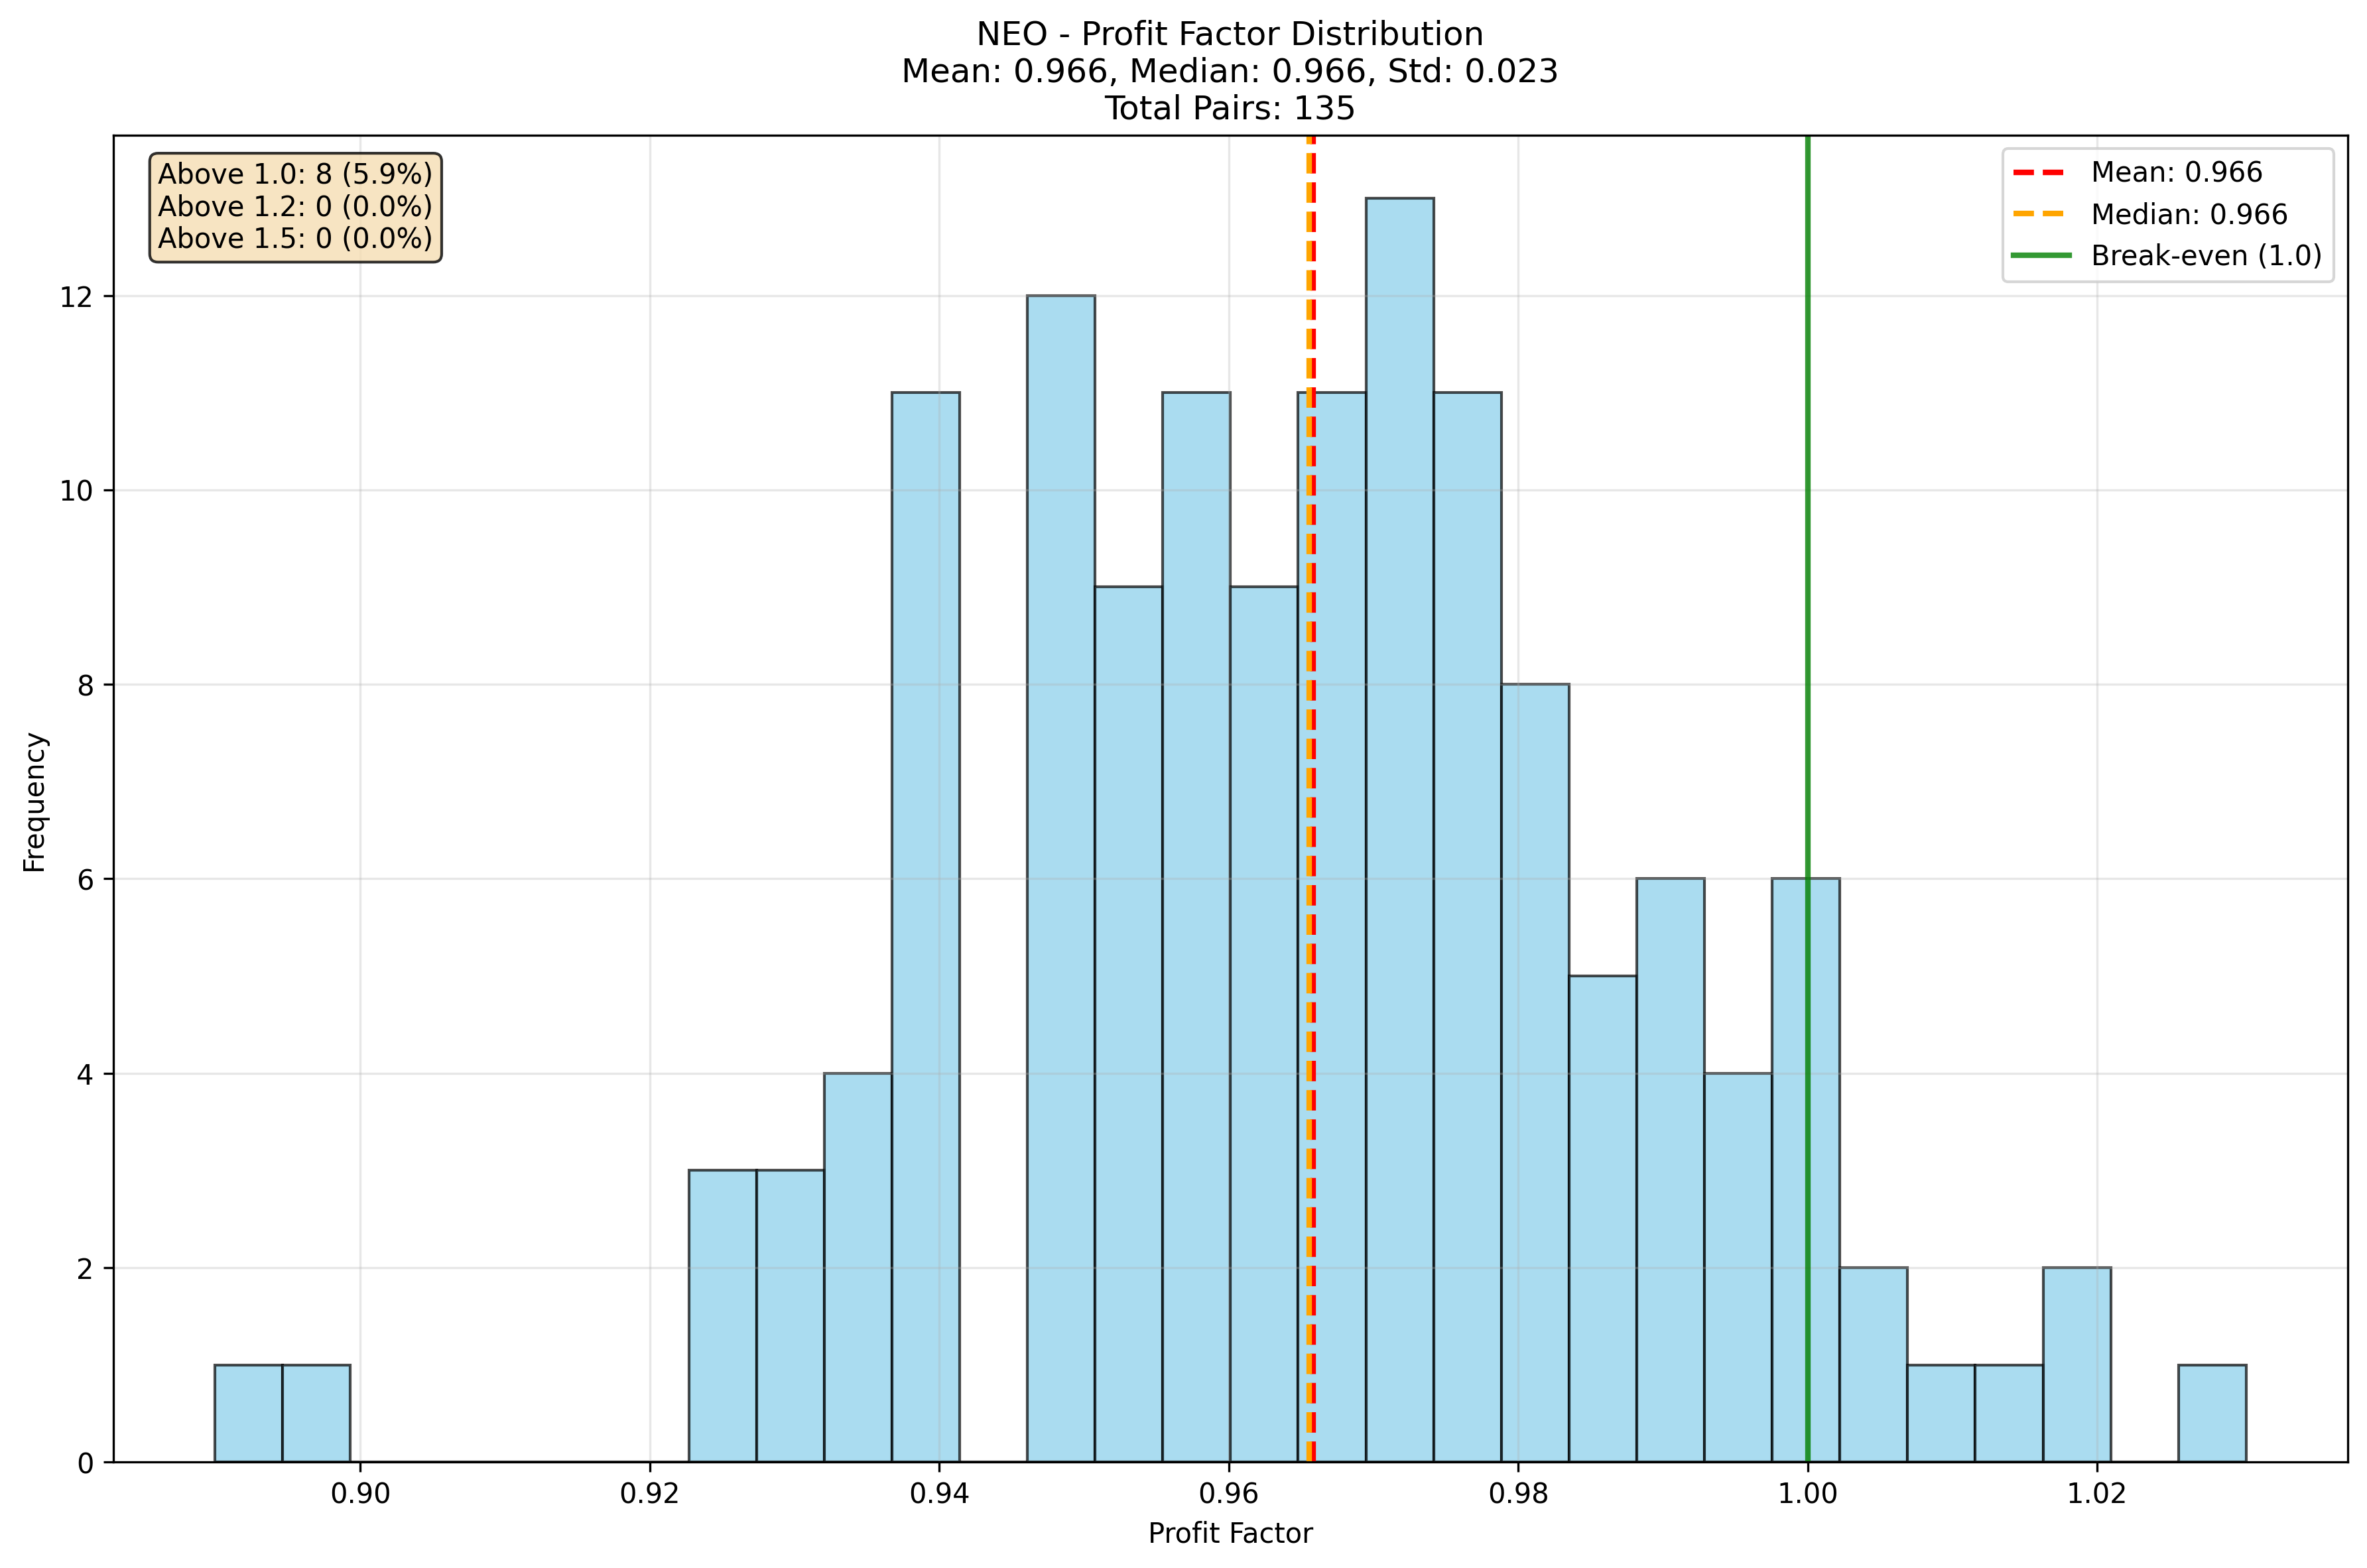 NEO - Profit Factor Distribution
Mean: 0.966, Median: 0.966, Std: 0.023
Total Pairs: 135
Above 1.0: 8 (5.9%)
Above 1.2: 0 (0.0%)
Above 1.5: 0 (0.0%)
Mean: 0.966
Median: 0.966
Break-even (1.0)
Frequency
12
10
8
6
4
2
0
0.90 0.92 0.94 0.96 0.98 1.00 1.02
Profit Factor